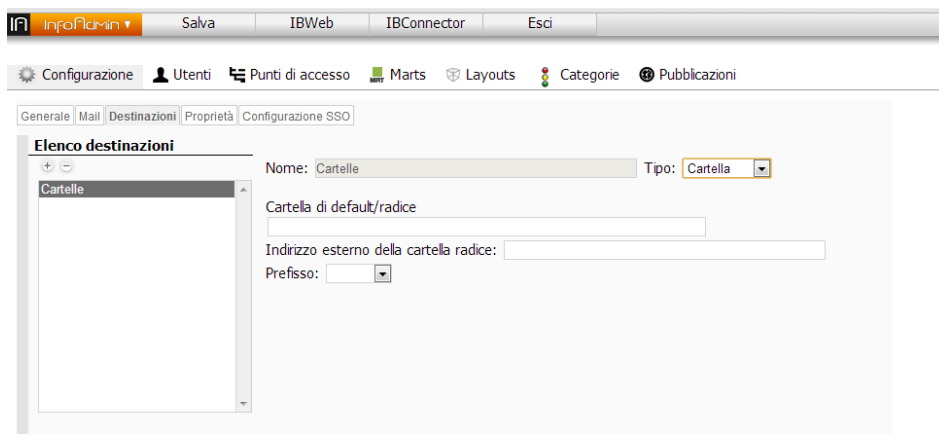 IA InfoAdmin Salva IBWeb IBConnector Esci
Configurazione Utenti Punti di accesso Marts Layouts Categorie Pubblicazioni
Generale Mail Destinazioni Proprietà Configurazione SSO
Elenco destinazioni
Nome: Cartelle Tipo: Cartella
Cartelle
Cartella di default/radice
Indirizzo esterno della cartella radice:
Prefisso: